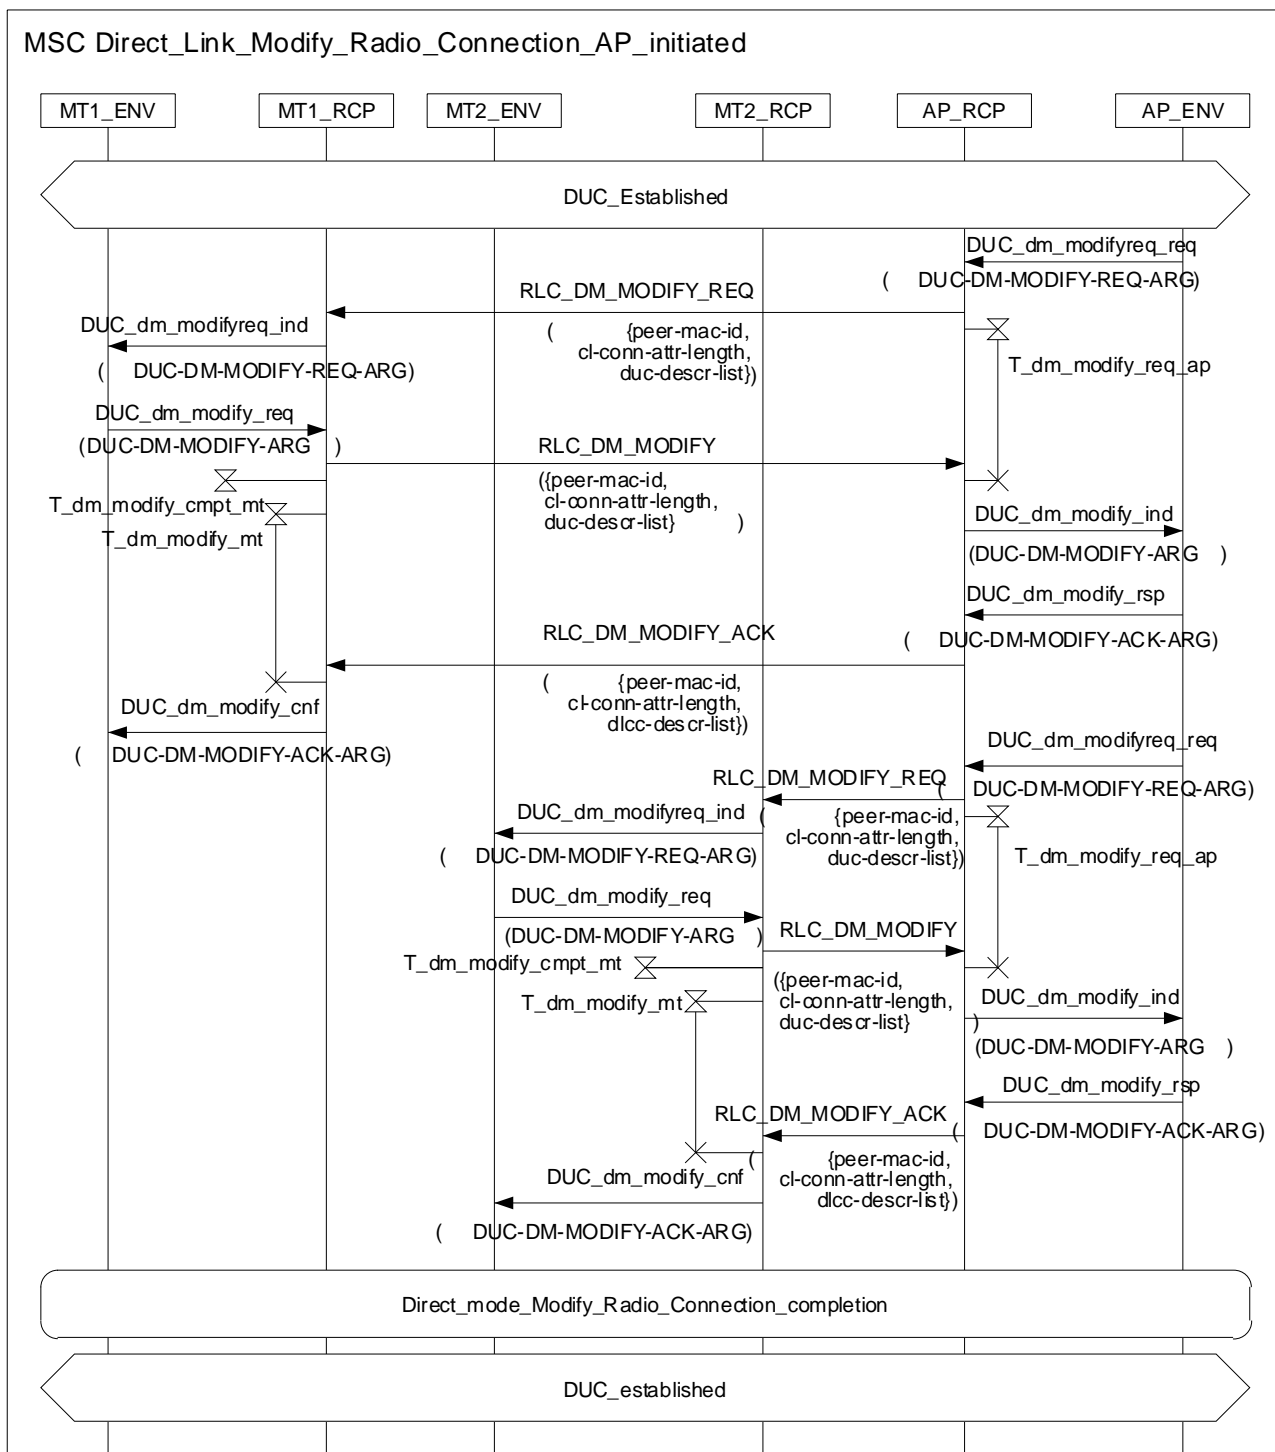 MSC Direct_Link_Modify_Radio_Connection_AP_initiated
MT1_ENV
MT1_RCP
MT2_ENV
MT2_RCP
AP_RCP
AP_ENV
DUC_Established
DUC_dm_modifyreq_req
( DUC-DM-MODIFY-REQ-ARG)
RLC_DM_MODIFY_REQ
( {peer-mac-id,
cl-conn-attr-length,
duc-descr-list})
DUC_dm_modifyreq_ind
( DUC-DM-MODIFY-REQ-ARG)
T_dm_modify_req_ap
DUC_dm_modify_req
(DUC-DM-MODIFY-ARG )
RLC_DM_MODIFY
({peer-mac-id,
cl-conn-attr-length,
duc-descr-list} )
T_dm_modify_cmpt_mt
T_dm_modify_mt
DUC_dm_modify_ind
(DUC-DM-MODIFY-ARG )
DUC_dm_modify_rsp
( DUC-DM-MODIFY-ACK-ARG)
RLC_DM_MODIFY_ACK
( {peer-mac-id,
cl-conn-attr-length,
dlcc-descr-list})
DUC_dm_modify_cnf
( DUC-DM-MODIFY-ACK-ARG)
DUC_dm_modifyreq_req
( DUC-DM-MODIFY-REQ-ARG)
RLC_DM_MODIFY_REQ
( {peer-mac-id,
cl-conn-attr-length,
duc-descr-list})
DUC_dm_modifyreq_ind
( DUC-DM-MODIFY-REQ-ARG)
T_dm_modify_req_ap
DUC_dm_modify_req
(DUC-DM-MODIFY-ARG )
RLC_DM_MODIFY
({peer-mac-id,
cl-conn-attr-length,
duc-descr-list} )
T_dm_modify_cmpt_mt
T_dm_modify_mt
DUC_dm_modify_ind
(DUC-DM-MODIFY-ARG )
DUC_dm_modify_rsp
( DUC-DM-MODIFY-ACK-ARG)
RLC_DM_MODIFY_ACK
( {peer-mac-id,
cl-conn-attr-length,
dlcc-descr-list})
DUC_dm_modify_cnf
( DUC-DM-MODIFY-ACK-ARG)
Direct_mode_Modify_Radio_Connection_completion
DUC_established